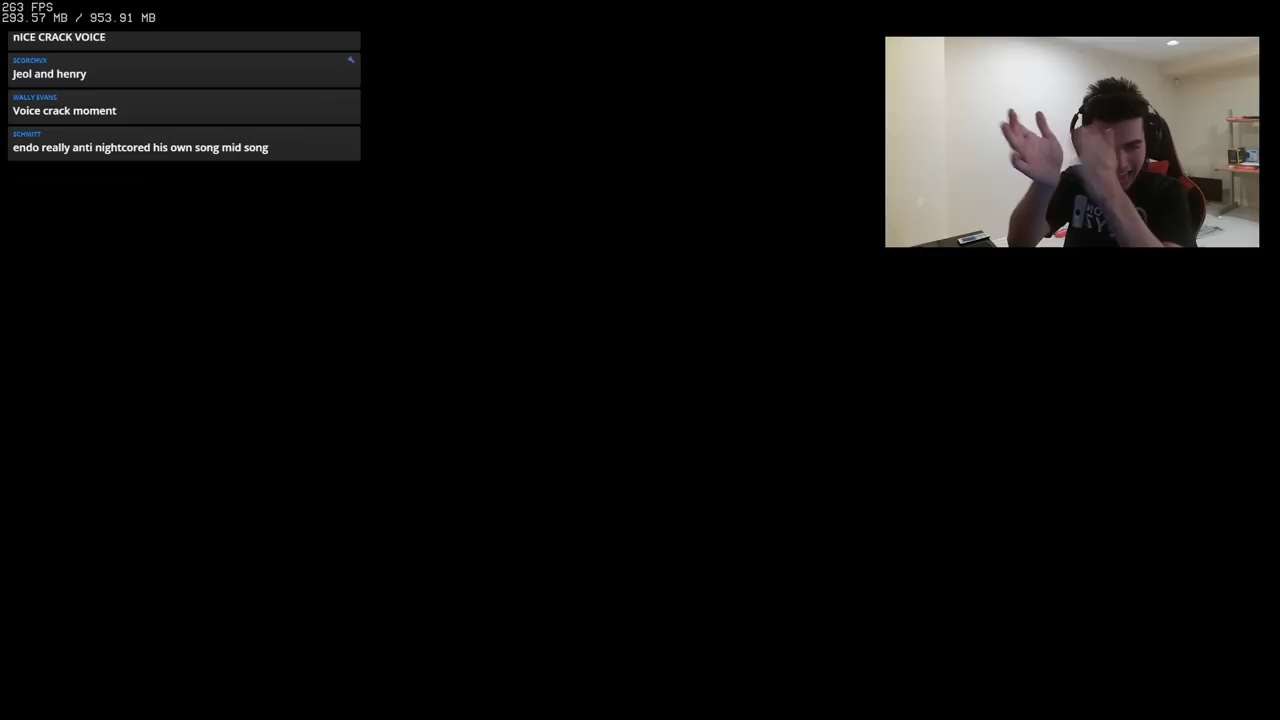 263 FPS
293.57 MB / 953.91 MB
nICE CRACK VOICE
SCORCHVX
Jeol and henry
WALLY EVANS
Voice crack moment
SCHMITT
endo really anti nightcored his own song mid song